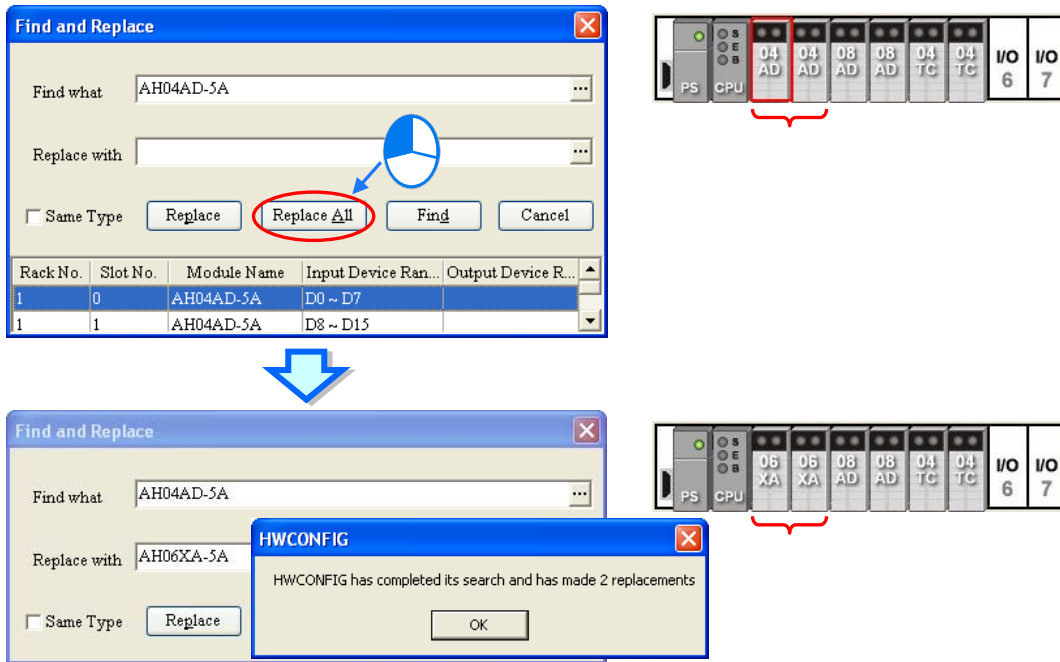 Find and Replace
Find what AH04AD-5A ...
Replace with ...
Same Type Replace Replace All Find Cancel
Rack No. Slot No. Module Name Input Device Ran... Output Device R...
1 0 AH04AD-5A D0 ~ D7
1 1 AH04AD-5A D8 ~ D15
PS CPU S E B 04 AD 04 AD 08 AD 08 AD 04 TC 04 TC I/O 6 I/O 7
Find and Replace
Find what AH04AD-5A ...
Replace with AH06XA-5A
Same Type Replace
HWCONFIG
HWCONFIG has completed its search and has made 2 replacements
OK
PS CPU S E B 06 XA 06 XA 08 AD 08 AD 04 TC 04 TC I/O 6 I/O 7